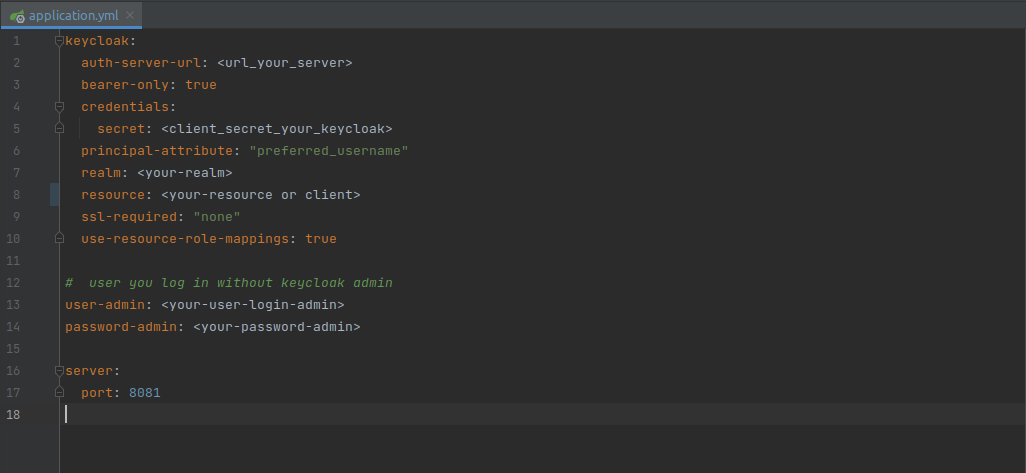 application.yml
1 keycloak:
2   auth-server-url: <url_your_server>
3   bearer-only: true
4   credentials:
5     secret: <client_secret_your_keycloak>
6   principal-attribute: "preferred_username"
7   realm: <your-realm>
8   resource: <your-resource or client>
9   ssl-required: "none"
10   use-resource-role-mappings: true
11
12 #  user you log in without keycloak admin
13 user-admin: <your-user-login-admin>
14 password-admin: <your-password-admin>
15
16 server:
17   port: 8081
18